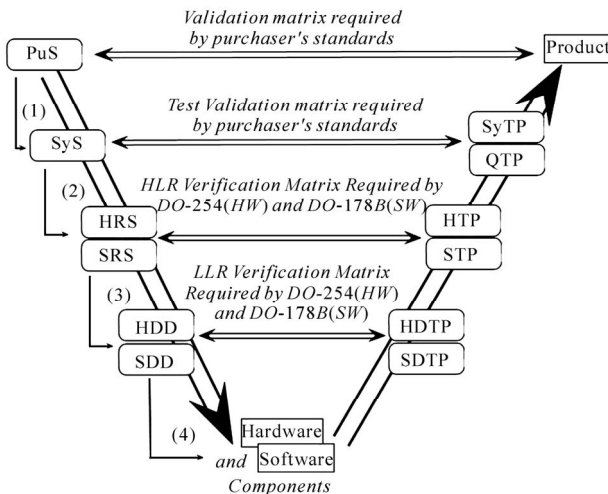 Validation matrix required
by purchaser's standards
PuS
Product
(1)
Test Validation matrix required
by purchaser's standards
SyS
SyTP
QTP
(2)
HLR Verification Matrix Required by
DO-254(HW) and DO-178B(SW)
HRS
SRS
HTP
STP
(3)
LLR Verification Matrix
Required by DO-254(HW)
and DO-178B(SW)
HDD
SDD
HDTP
SDTP
(4)
Hardware
and Software
Components